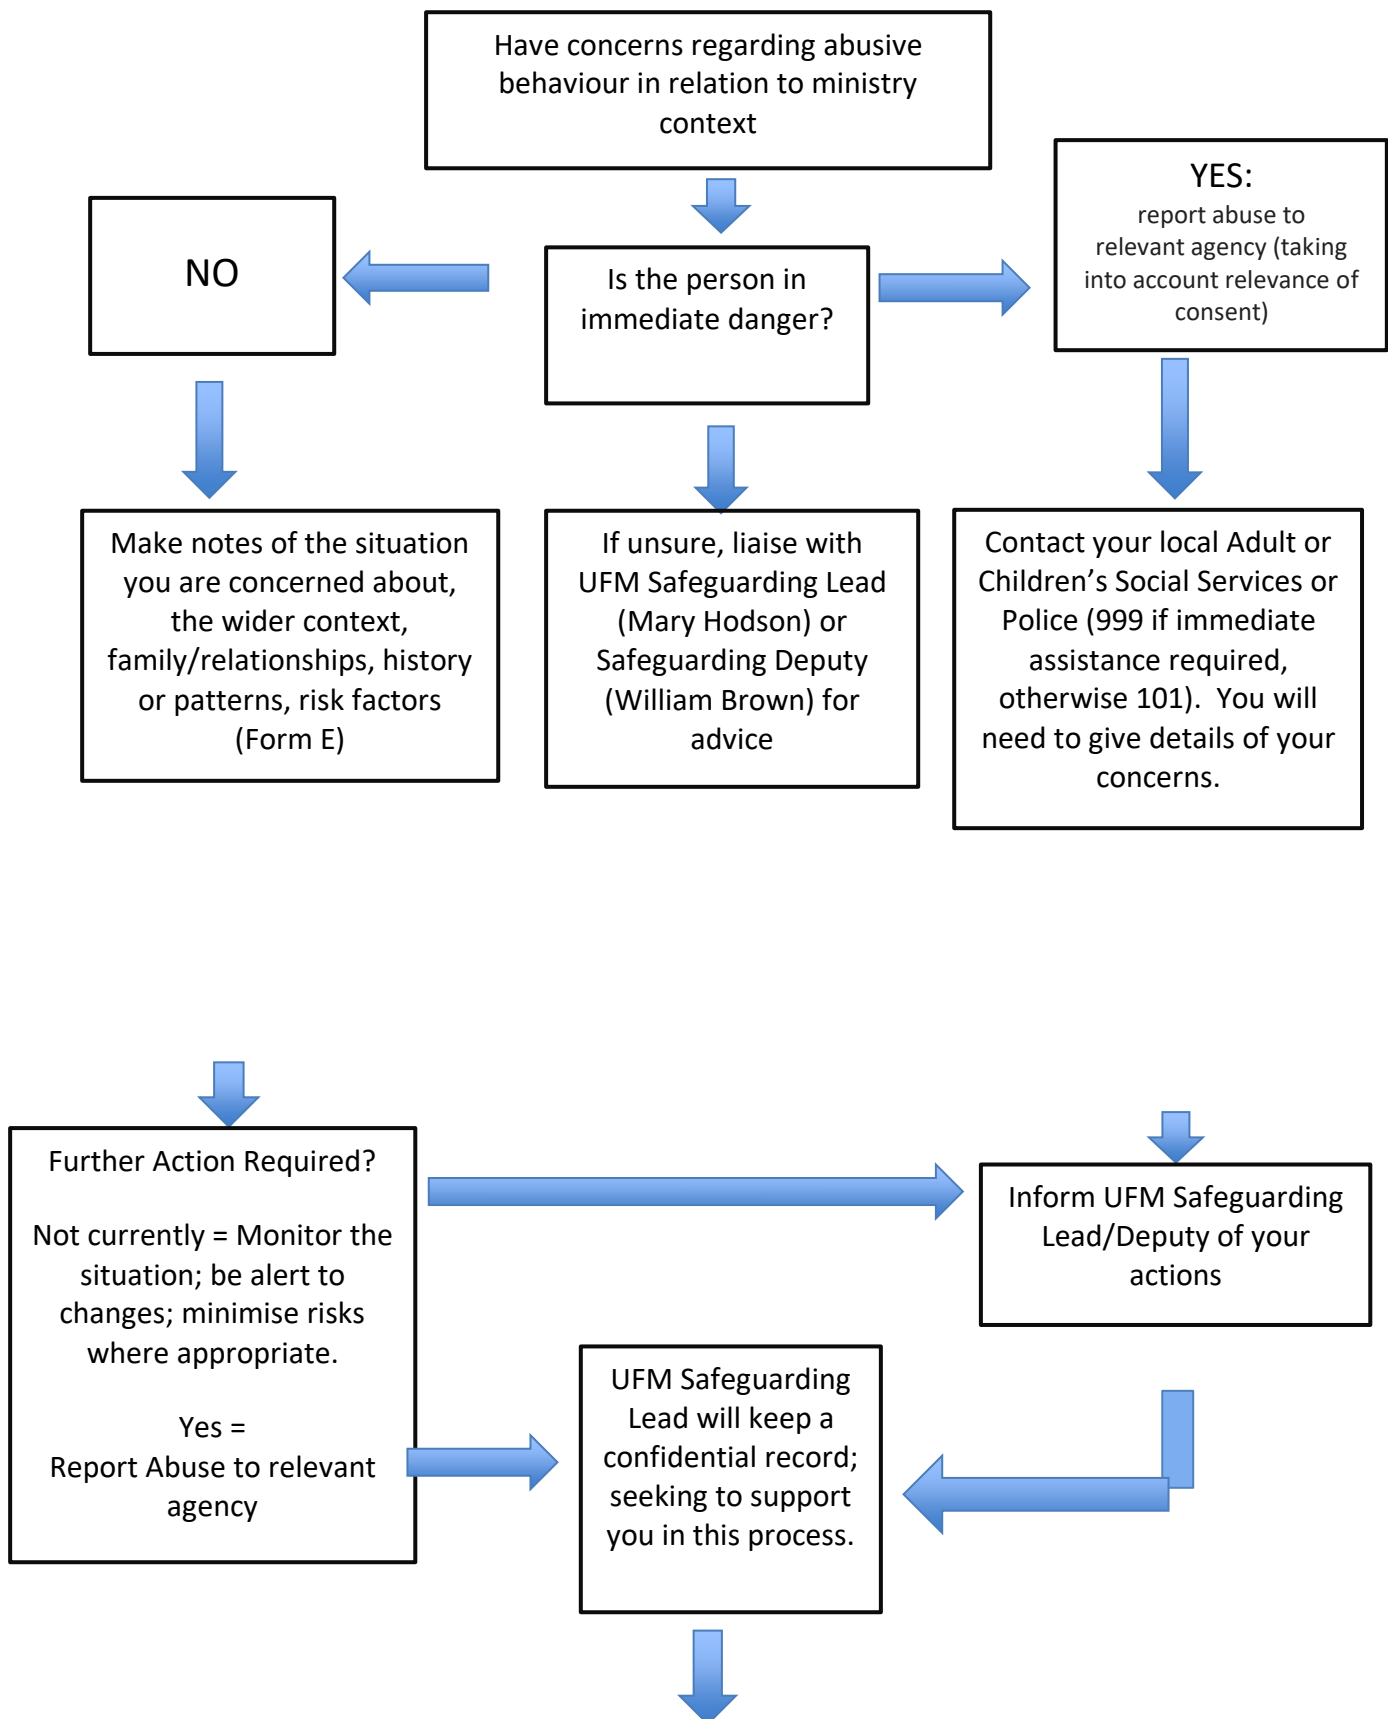 Have concerns regarding abusive
behaviour in relation to ministry
context
NO
Is the person in
immediate danger?
YES:
report abuse to
relevant agency (taking
into account relevance of
consent)
Make notes of the situation
you are concerned about,
the wider context,
family/relationships, history
or patterns, risk factors
(Form E)
If unsure, liaise with
UFM Safeguarding Lead
(Mary Hodson) or
Safeguarding Deputy
(William Brown) for
advice
Contact your local Adult or
Children’s Social Services or
Police (999 if immediate
assistance required,
otherwise 101).  You will
need to give details of your
concerns.
Further Action Required?
Not currently = Monitor the
situation; be alert to
changes; minimise risks
where appropriate.
Yes =
Report Abuse to relevant
agency
Inform UFM Safeguarding
Lead/Deputy of your
actions
UFM Safeguarding
Lead will keep a
confidential record;
seeking to support
you in this process.